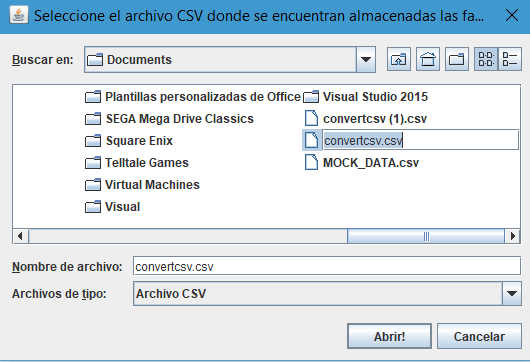 Seleccione el archivo CSV donde se encuentran almacenadas las fa...
Buscar en:
Documents
Plantillas personalizadas de Office
SEGA Mega Drive Classics
Square Enix
Telltale Games
Virtual Machines
Visual
Visual Studio 2015
convertcsv (1).csv
convertcsv.csv
MOCK_DATA.csv
Nombre de archivo: convertcsv.csv
Archivos de tipo: Archivo CSV
Abrir!
Cancelar